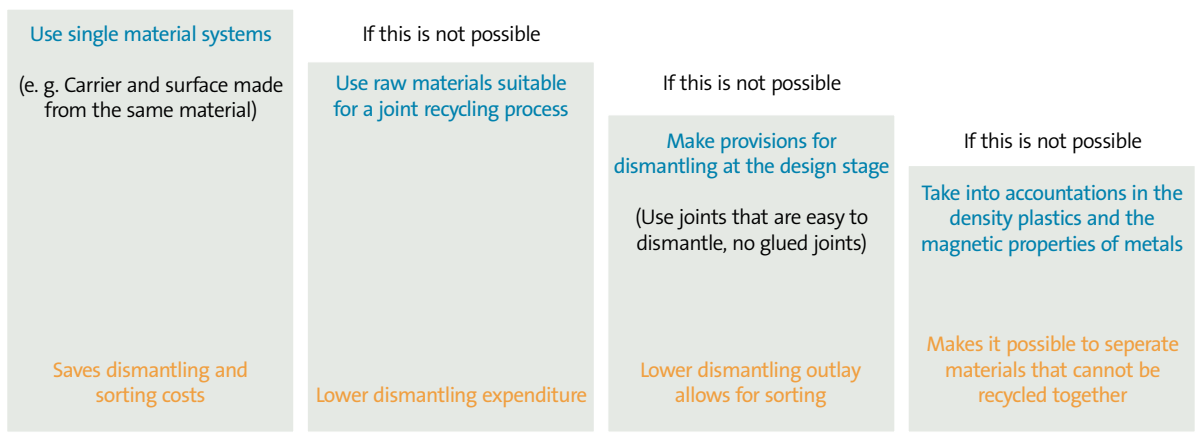 Use single material systems
(e. g. Carrier and surface made
from the same material)
Saves dismantling and
sorting costs
If this is not possible
Use raw materials suitable
for a joint recycling process
Lower dismantling expenditure
If this is not possible
Make provisions for
dismantling at the design stage
(Use joints that are easy to
dismantle, no glued joints)
Lower dismantling outlay
allows for sorting
If this is not possible
Take into accountations in the
density plastics and the
magnetic properties of metals
Makes it possible to seperate
materials that cannot be
recycled together